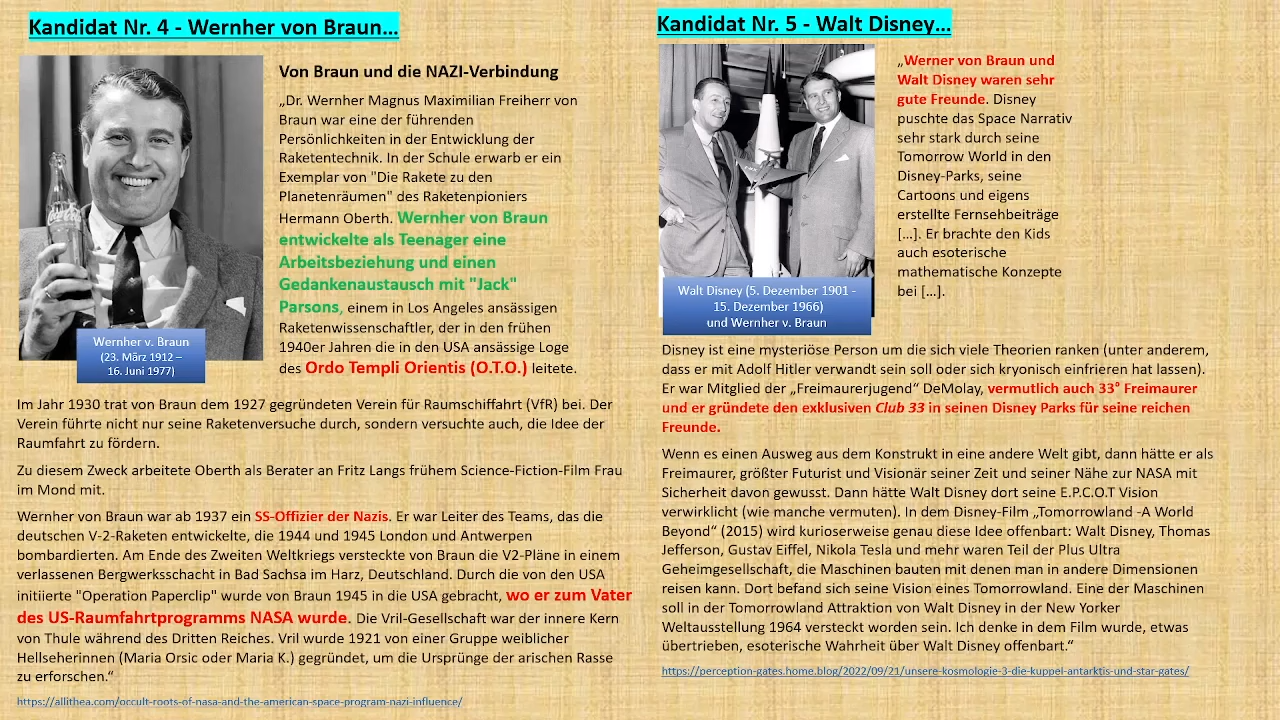 Kandidat Nr. 4 - Wernher von Braun…
Von Braun und die NAZI-Verbindung
„Dr. Wernher Magnus Maximilian Freiherr von
Braun war eine der führenden
Persönlichkeiten in der Entwicklung der
Raketentechnik. In der Schule erwarb er ein
Exemplar von "Die Rakete zu den
Planetenräumen" des Raketenpioniers
Hermann Oberth. Wernher von Braun
entwickelte als Teenager eine
Arbeitsbeziehung und einen
Gedankenaustausch mit "Jack"
Parsons, einem in Los Angeles ansässigen
Raketenwissenschaftler, der in den frühen
1940er Jahren die in den USA ansässige Loge
des Ordo Templi Orientis (O.T.O.) leitete.
Coca-Cola
Wernher v. Braun
(23. März 1912 –
16. Juni 1977)
Im Jahr 1930 trat von Braun dem 1927 gegründeten Verein für Raumschiffahrt (VfR) bei. Der
Verein führte nicht nur seine Raketenversuche durch, sondern versuchte auch, die Idee der
Raumfahrt zu fördern.
Zu diesem Zweck arbeitete Oberth als Berater an Fritz Langs frühem Science-Fiction-Film Frau
im Mond mit.
Wernher von Braun war ab 1937 ein SS-Offizier der Nazis. Er war Leiter des Teams, das die
deutschen V-2-Raketen entwickelte, die 1944 und 1945 London und Antwerpen
bombardierten. Am Ende des Zweiten Weltkriegs versteckte von Braun die V2-Pläne in einem
verlassenen Bergwerksschacht in Bad Sachsa im Harz, Deutschland. Durch die von den USA
initiierte "Operation Paperclip" wurde von Braun 1945 in die USA gebracht, wo er zum Vater
des US-Raumfahrtprogramms NASA wurde. Die Vril-Gesellschaft war der innere Kern
von Thule während des Dritten Reiches. Vril wurde 1921 von einer Gruppe weiblicher
Hellseherinnen (Maria Orsic oder Maria K.) gegründet, um die Ursprünge der arischen Rasse
zu erforschen.“
https://allithea.com/occult-roots-of-nasa-and-the-american-space-program-nazi-influence/
Kandidat Nr. 5 - Walt Disney…
„Werner von Braun und
Walt Disney waren sehr
gute Freunde. Disney
puschte das Space Narrativ
sehr stark durch seine
Tomorrow World in den
Disney-Parks, seine
Cartoons und eigens
erstellte Fernsehbeiträge
[…]. Er brachte den Kids
auch esoterische
mathematische Konzepte
bei […].
Walt Disney (5. Dezember 1901 -
15. Dezember 1966)
und Wernher v. Braun
Disney ist eine mysteriöse Person um die sich viele Theorien ranken (unter anderem,
dass er mit Adolf Hitler verwandt sein soll oder sich kryonisch einfrieren hat lassen).
Er war Mitglied der „Freimaurerjugend“ DeMolay, vermutlich auch 33° Freimaurer
und er gründete den exklusiven Club 33 in seinen Disney Parks für seine reichen
Freunde.
Wenn es einen Ausweg aus dem Konstrukt in eine andere Welt gibt, dann hätte er als
Freimaurer, größter Futurist und Visionär seiner Zeit und seiner Nähe zur NASA mit
Sicherheit davon gewusst. Dann hätte Walt Disney dort seine E.P.C.O.T Vision
verwirklicht (wie manche vermuten). In dem Disney-Film „Tomorrowland -A World
Beyond“ (2015) wird kurioserweise genau diese Idee offenbart: Walt Disney, Thomas
Jefferson, Gustav Eiffel, Nikola Tesla und mehr waren Teil der Plus Ultra
Geheimgesellschaft, die Maschinen bauten mit denen man in andere Dimensionen
reisen kann. Dort befand sich seine Vision eines Tomorrowland. Eine der Maschinen
soll in der Tomorrowland Attraktion von Walt Disney in der New Yorker
Weltausstellung 1964 versteckt worden sein. Ich denke in dem Film wurde, etwas
übertrieben, esoterische Wahrheit über Walt Disney offenbart.“
https://perception-gates.home.blog/2022/09/21/unsere-kosmologie-3-die-kuppel-antarktis-und-star-gates/